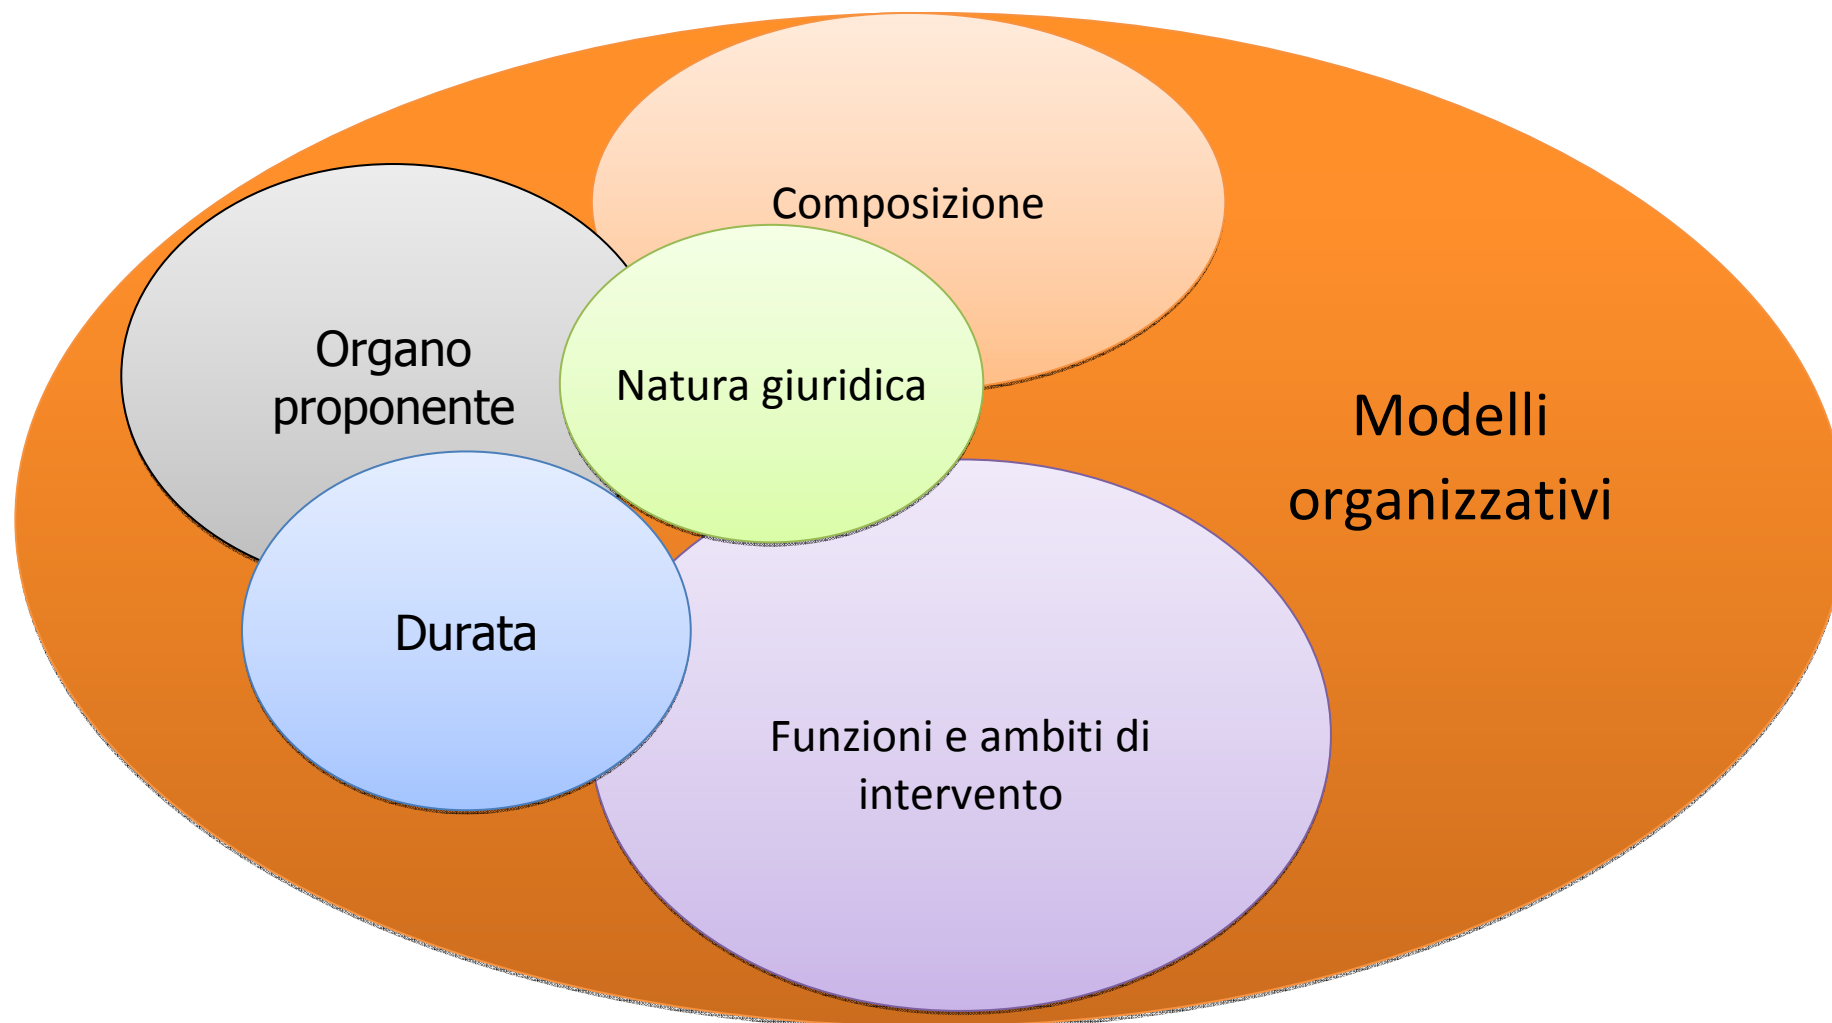 Composizione
Organo
proponente
Natura giuridica
Modelli
organizzativi
Durata
Funzioni e ambiti di
intervento